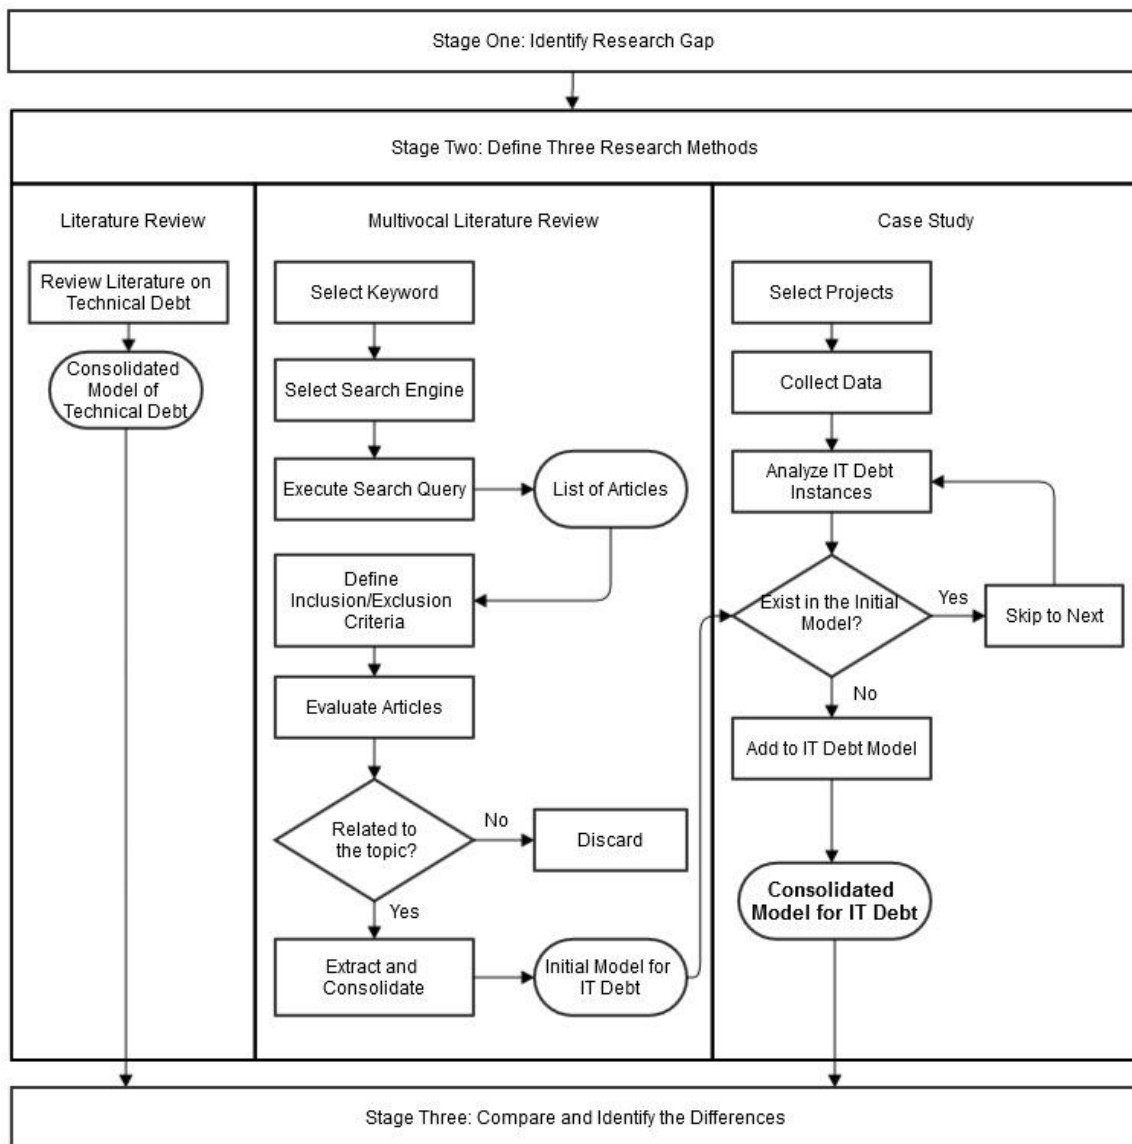 Stage One: Identify Research Gap
Stage Two: Define Three Research Methods
Literature Review
Review Literature on
Technical Debt
Consolidated
Model of
Technical Debt
Multivocal Literature Review
Select Keyword
Select Search Engine
Execute Search Query
List of Articles
Define
Inclusion/Exclusion
Criteria
Evaluate Articles
Related to
the topic?
No
Discard
Yes
Extract and
Consolidate
Initial Model for
IT Debt
Case Study
Select Projects
Collect Data
Analyze IT Debt
Instances
Exist in the Initial
Model?
Yes
Skip to Next
No
Add to IT Debt Model
Consolidated
Model for IT Debt
Stage Three: Compare and Identify the Differences